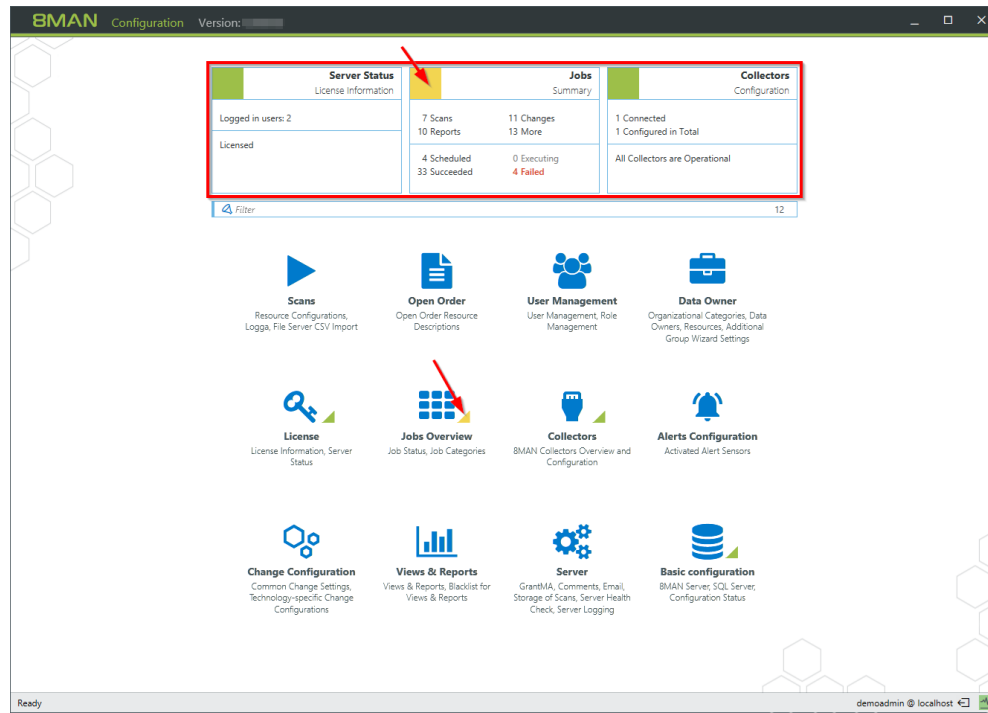 8MAN Configuration Version:
Server Status
License Information
Logged in users: 2
Licensed
Jobs
Summary
7 Scans 11 Changes
10 Reports 13 More
4 Scheduled 0 Executing
33 Succeeded 4 Failed
Collectors
Configuration
1 Connected
1 Configured in Total
All Collectors are Operational
Filter 12
Scans
Resource Configurations,
Logga, File Server CSV Import
Open Order
Open Order Resource
Descriptions
User Management
User Management, Role
Management
Data Owner
Organizational Categories, Data
Owners, Resources, Additional
Group Wizard Settings
License
License Information, Server
Status
Jobs Overview
Job Status, Job Categories
Collectors
8MAN Collectors Overview and
Configuration
Alerts Configuration
Activated Alert Sensors
Change Configuration
Common Change Settings,
Technology-specific Change
Configurations
Views & Reports
Views & Reports, Blacklist for
Views & Reports
Server
GrantMA, Comments, Email,
Storage of Scans, Server Health
Check, Server Logging
Basic configuration
8MAN Server, SQL Server,
Configuration Status
Ready demoadmin @ localhost